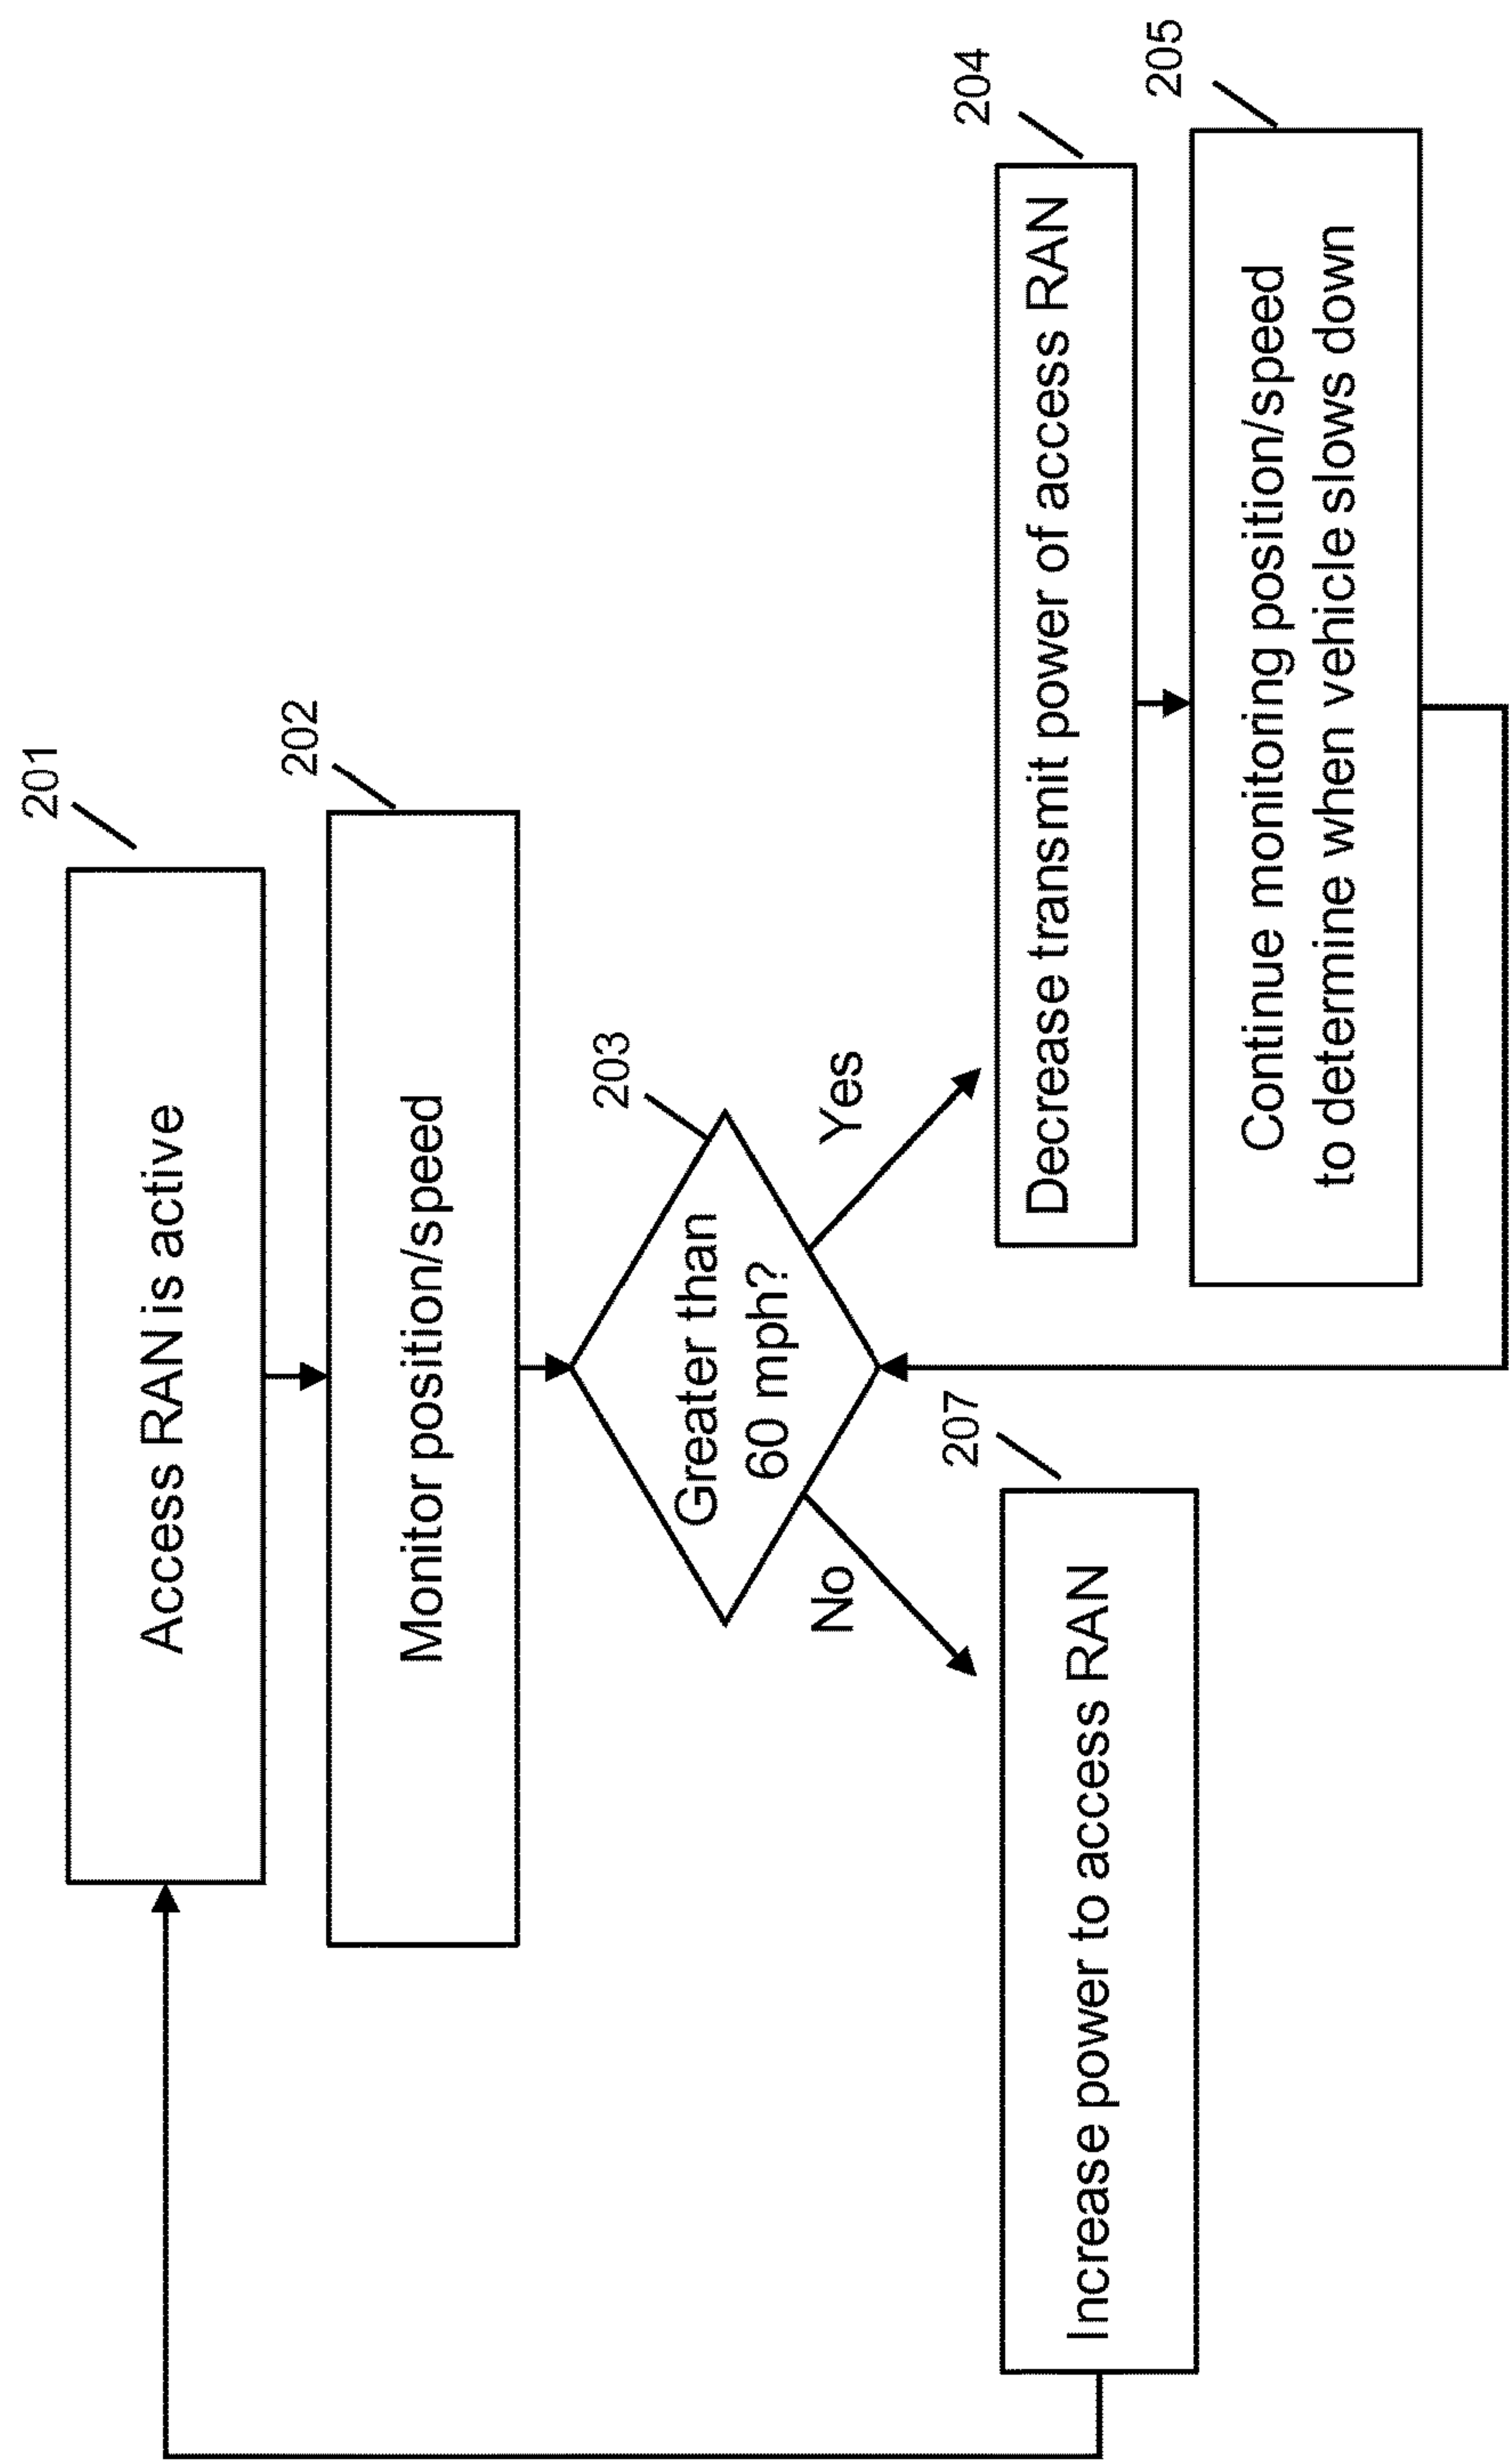 201
Access RAN is active
202
Monitor position/speed
203
Greater than
60 mph?
Yes
No
204
Decrease transmit power of access RAN
205
Continue monitoring position/speed
to determine when vehicle slows down
207
Increase power to access RAN